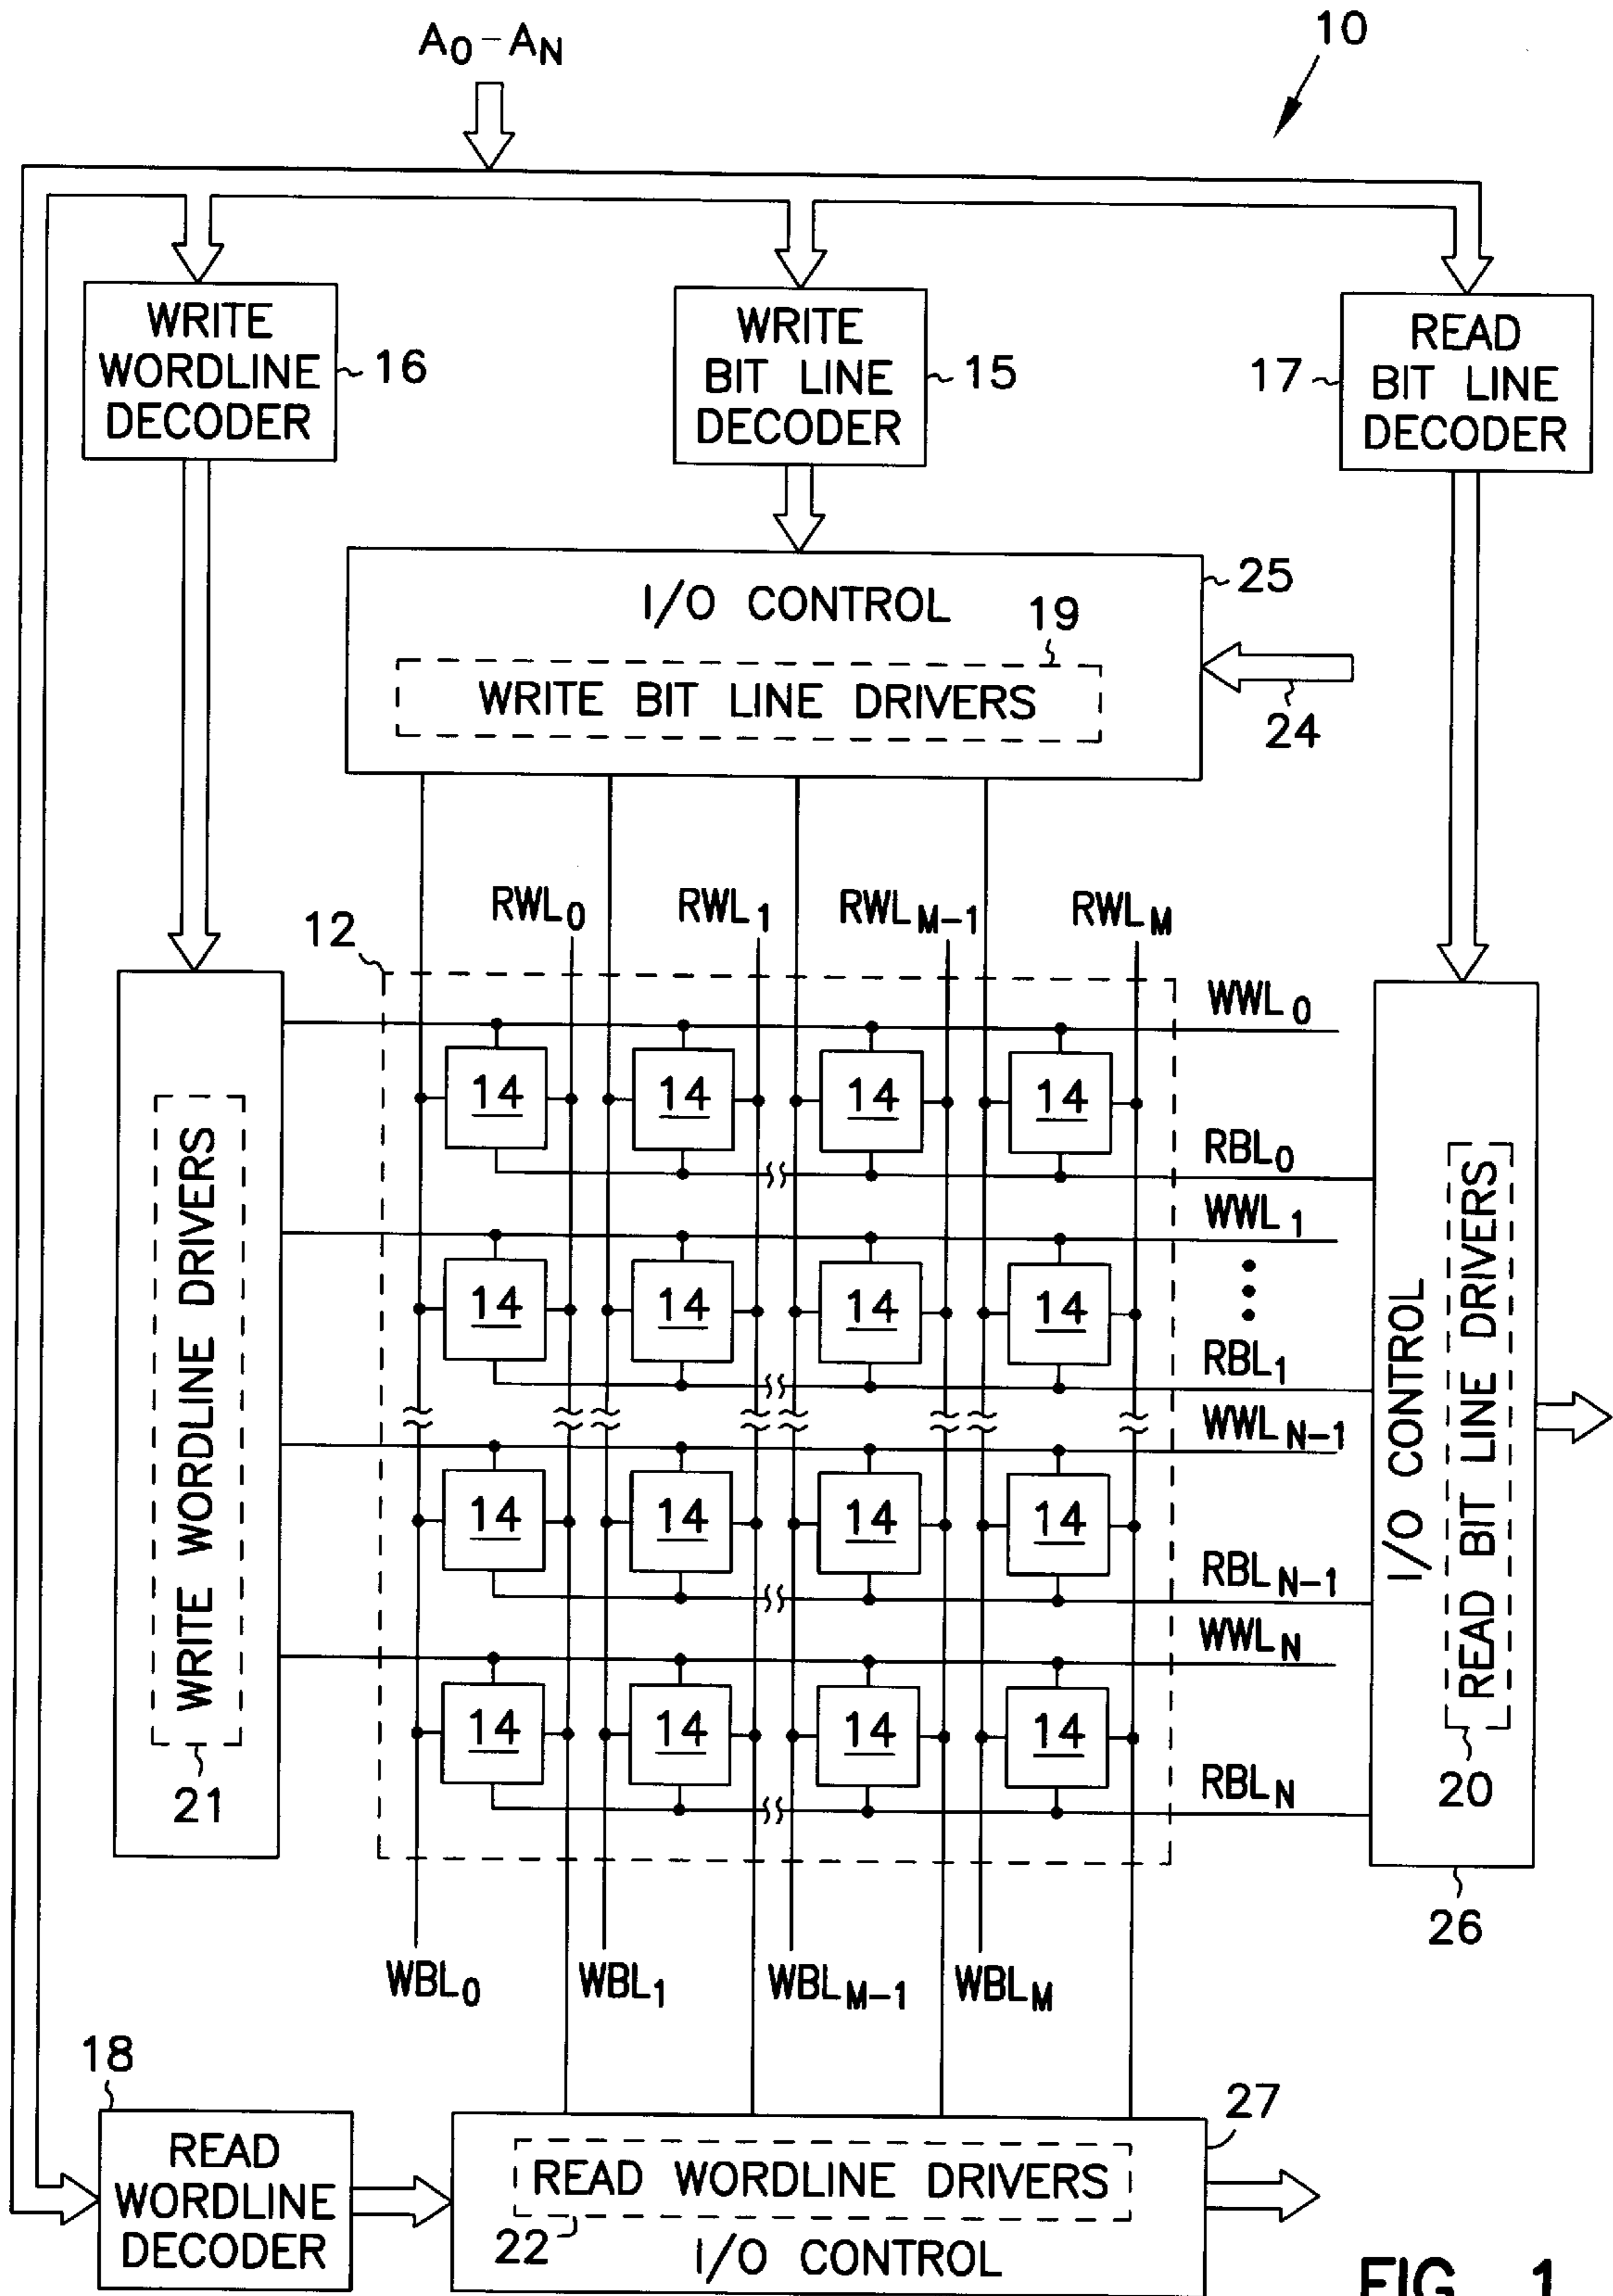 A0-AN
10
WRITE
WORDLINE
DECODER
16
WRITE
BIT LINE
DECODER
15
READ
BIT LINE
DECODER
17
I/O CONTROL
25
19
WRITE BIT LINE DRIVERS
24
12
RWL0
RWL1
RWLM-1
RWLM
WWL0
14 14 14 14
RBL0
WWL1
14 14 14 14
RBL1
WWLN-1
14 14 14 14
RBLN-1
WWLN
14 14 14 14
RBLN
WRITE WORDLINE DRIVERS
21
I/O CONTROL
READ BIT LINE DRIVERS
20
26
WBL0
WBL1
WBLM-1
WBLM
18
READ
WORDLINE
DECODER
27
READ WORDLINE DRIVERS
22
I/O CONTROL
FIG. 1